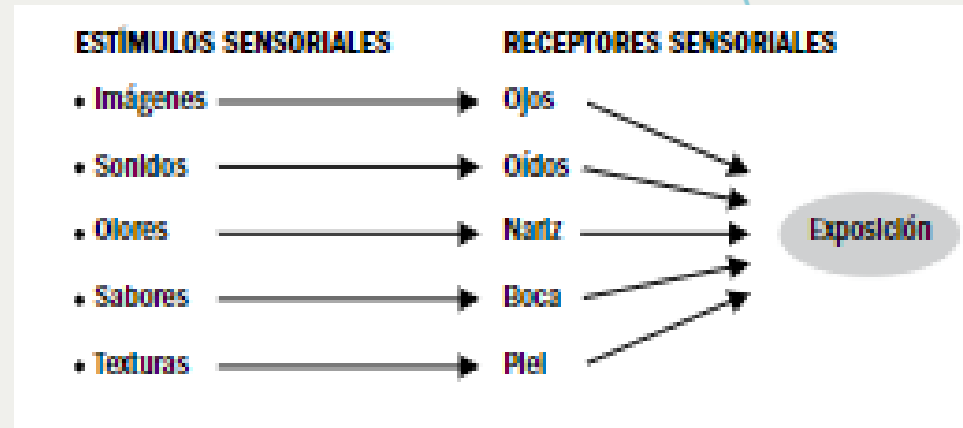 ESTÍMULOS SENSORIALES RECEPTORES SENSORIALES
• Imágenes Ojos
• Sonidos Oídos
• Olores Nariz Exposición
• Sabores Boca
• Texturas Piel